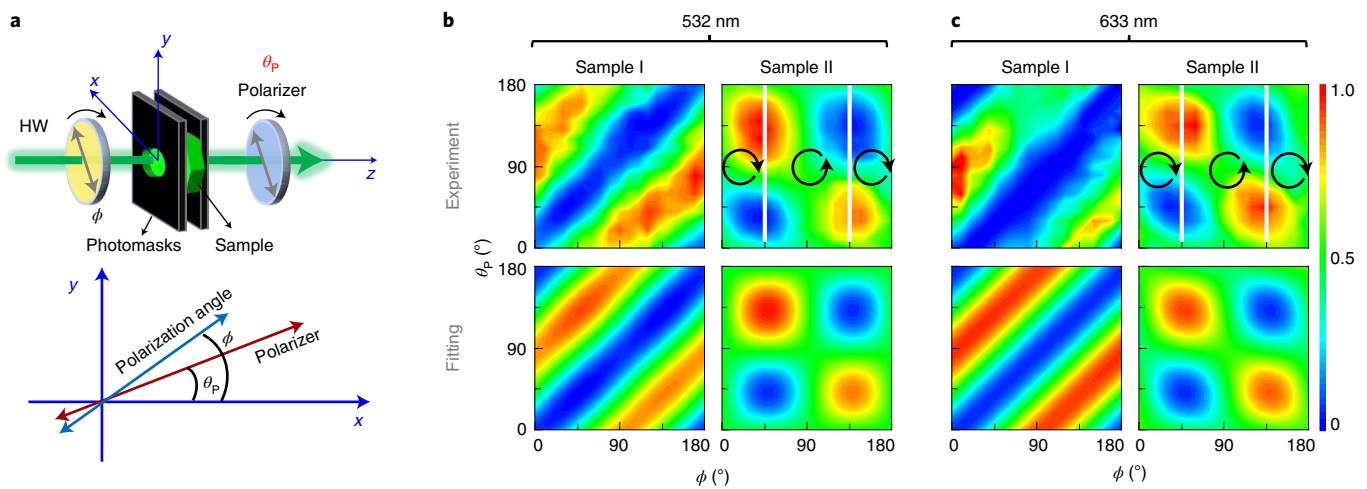 a
y
x
HW
θP
Polarizer
z
ϕ
Photomasks
Sample
y
Polarization angle
ϕ
Polarizer
θP
x
b
532 nm
c
633 nm
Sample I
Sample II
Sample I
Sample II
Experiment
Fitting
θP (°)
180
90
0
180
90
0
0
90
180
0
90
180
ϕ (°)
0
90
180
0
90
180
ϕ (°)
1.0
0.5
0